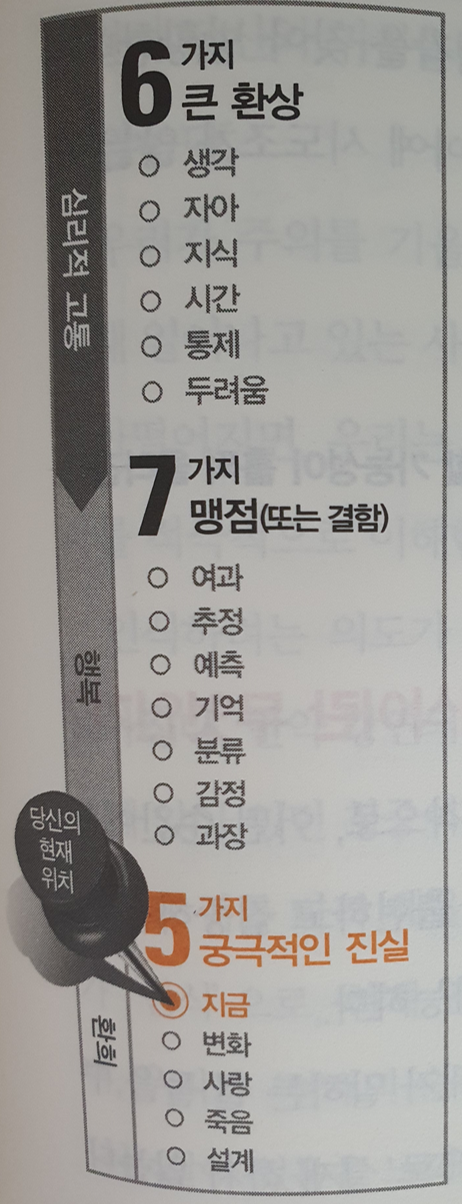 6 가지
큰 환상
생각
자아
지식
시간
통제
두려움
심리적 고통
7 가지
맹점(또는 결함)
여과
추정
예측
기억
분류
감정
과장
행복
당신의
현재
위치
5 가지
궁극적인 진실
지금
변화
사랑
죽음
설계
환희